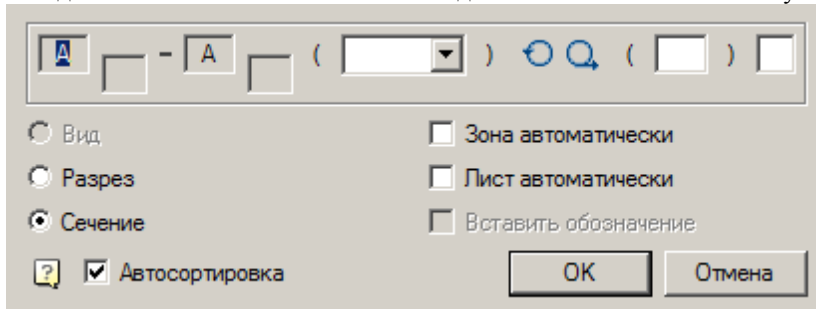 A - A ( ) ( )
Вид
Зона автоматически
Разрез
Лист автоматически
Сечение
Вставить обозначение
Автосортировка
OK
Отмена